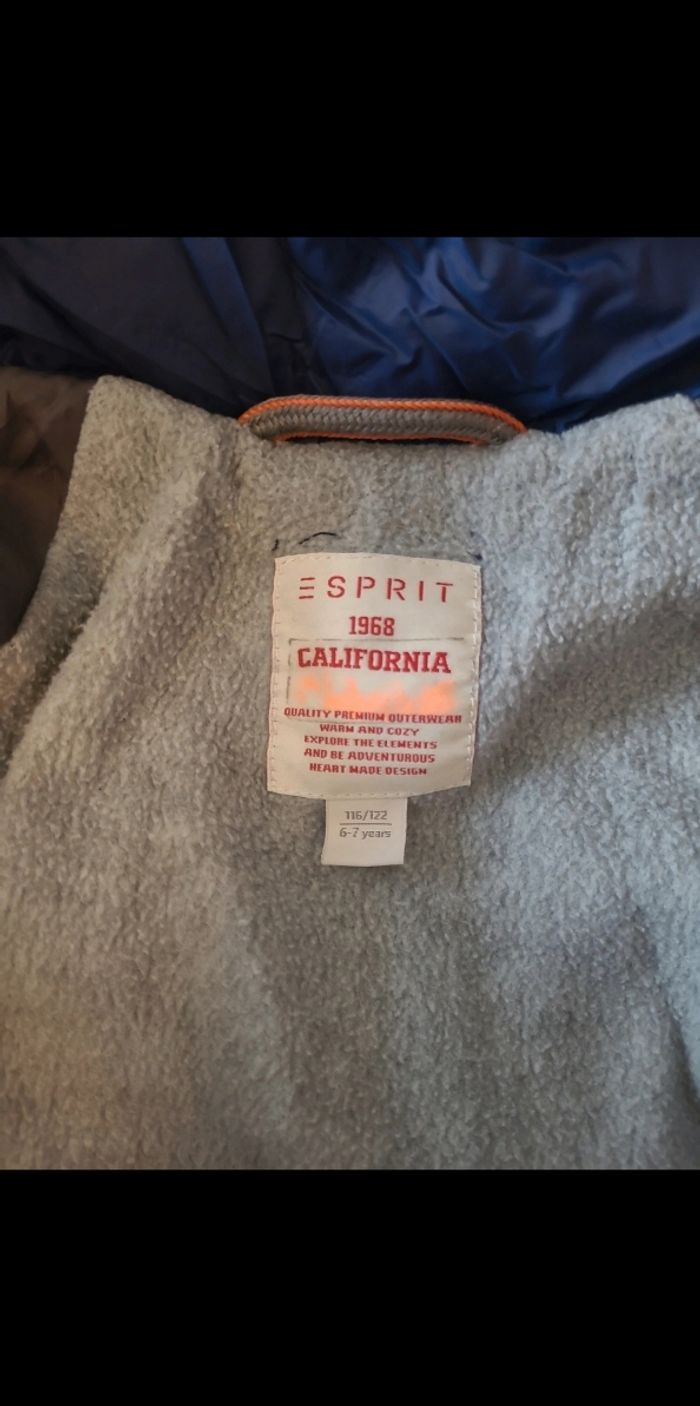 ESPRIT
1968
CALIFORNIA
QUALITY PREMIUM OUTERWEAR
WARM AND COZY
EXPLORE THE ELEMENTS
AND BE ADVENTUROUS
HEART MADE DESIGN
116/122
6-7 years